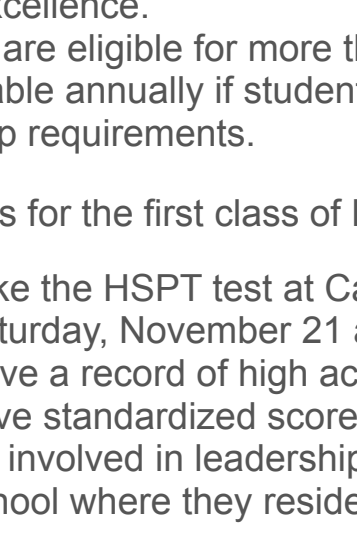 excellence.
are eligible for more th
able annually if student
p requirements.
s for the first class of
ke the HSPT test at Ca
turday, November 21 a
ve a record of high ac
ve standardized score
involved in leadership
hool where they reside